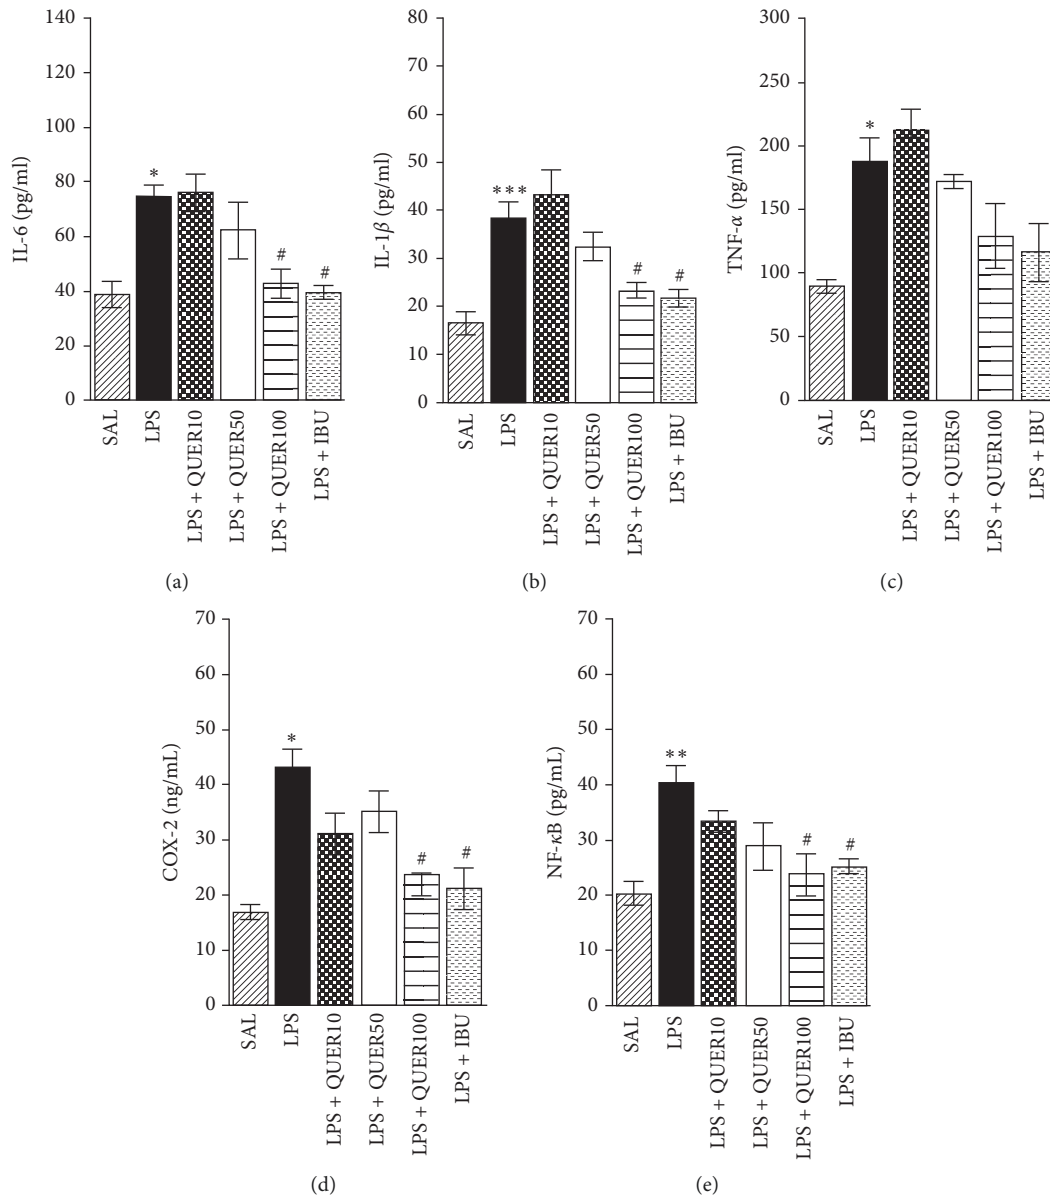 140
120
100
80
60
40
20
0
IL-6 (pg/ml)
*
#
#
SAL
LPS
LPS + QUER10
LPS + QUER50
LPS + QUER100
LPS + IBU
(a)
80
70
60
50
40
30
20
10
0
IL-1β (pg/ml)
***
#
#
SAL
LPS
LPS + QUER10
LPS + QUER50
LPS + QUER100
LPS + IBU
(b)
300
250
200
150
100
50
0
TNF-α (pg/ml)
*
SAL
LPS
LPS + QUER10
LPS + QUER50
LPS + QUER100
LPS + IBU
(c)
70
60
50
40
30
20
10
0
COX-2 (ng/mL)
*
#
#
SAL
LPS
LPS + QUER10
LPS + QUER50
LPS + QUER100
LPS + IBU
(d)
70
60
50
40
30
20
10
0
NF-κB (pg/mL)
**
#
#
SAL
LPS
LPS + QUER10
LPS + QUER50
LPS + QUER100
LPS + IBU
(e)